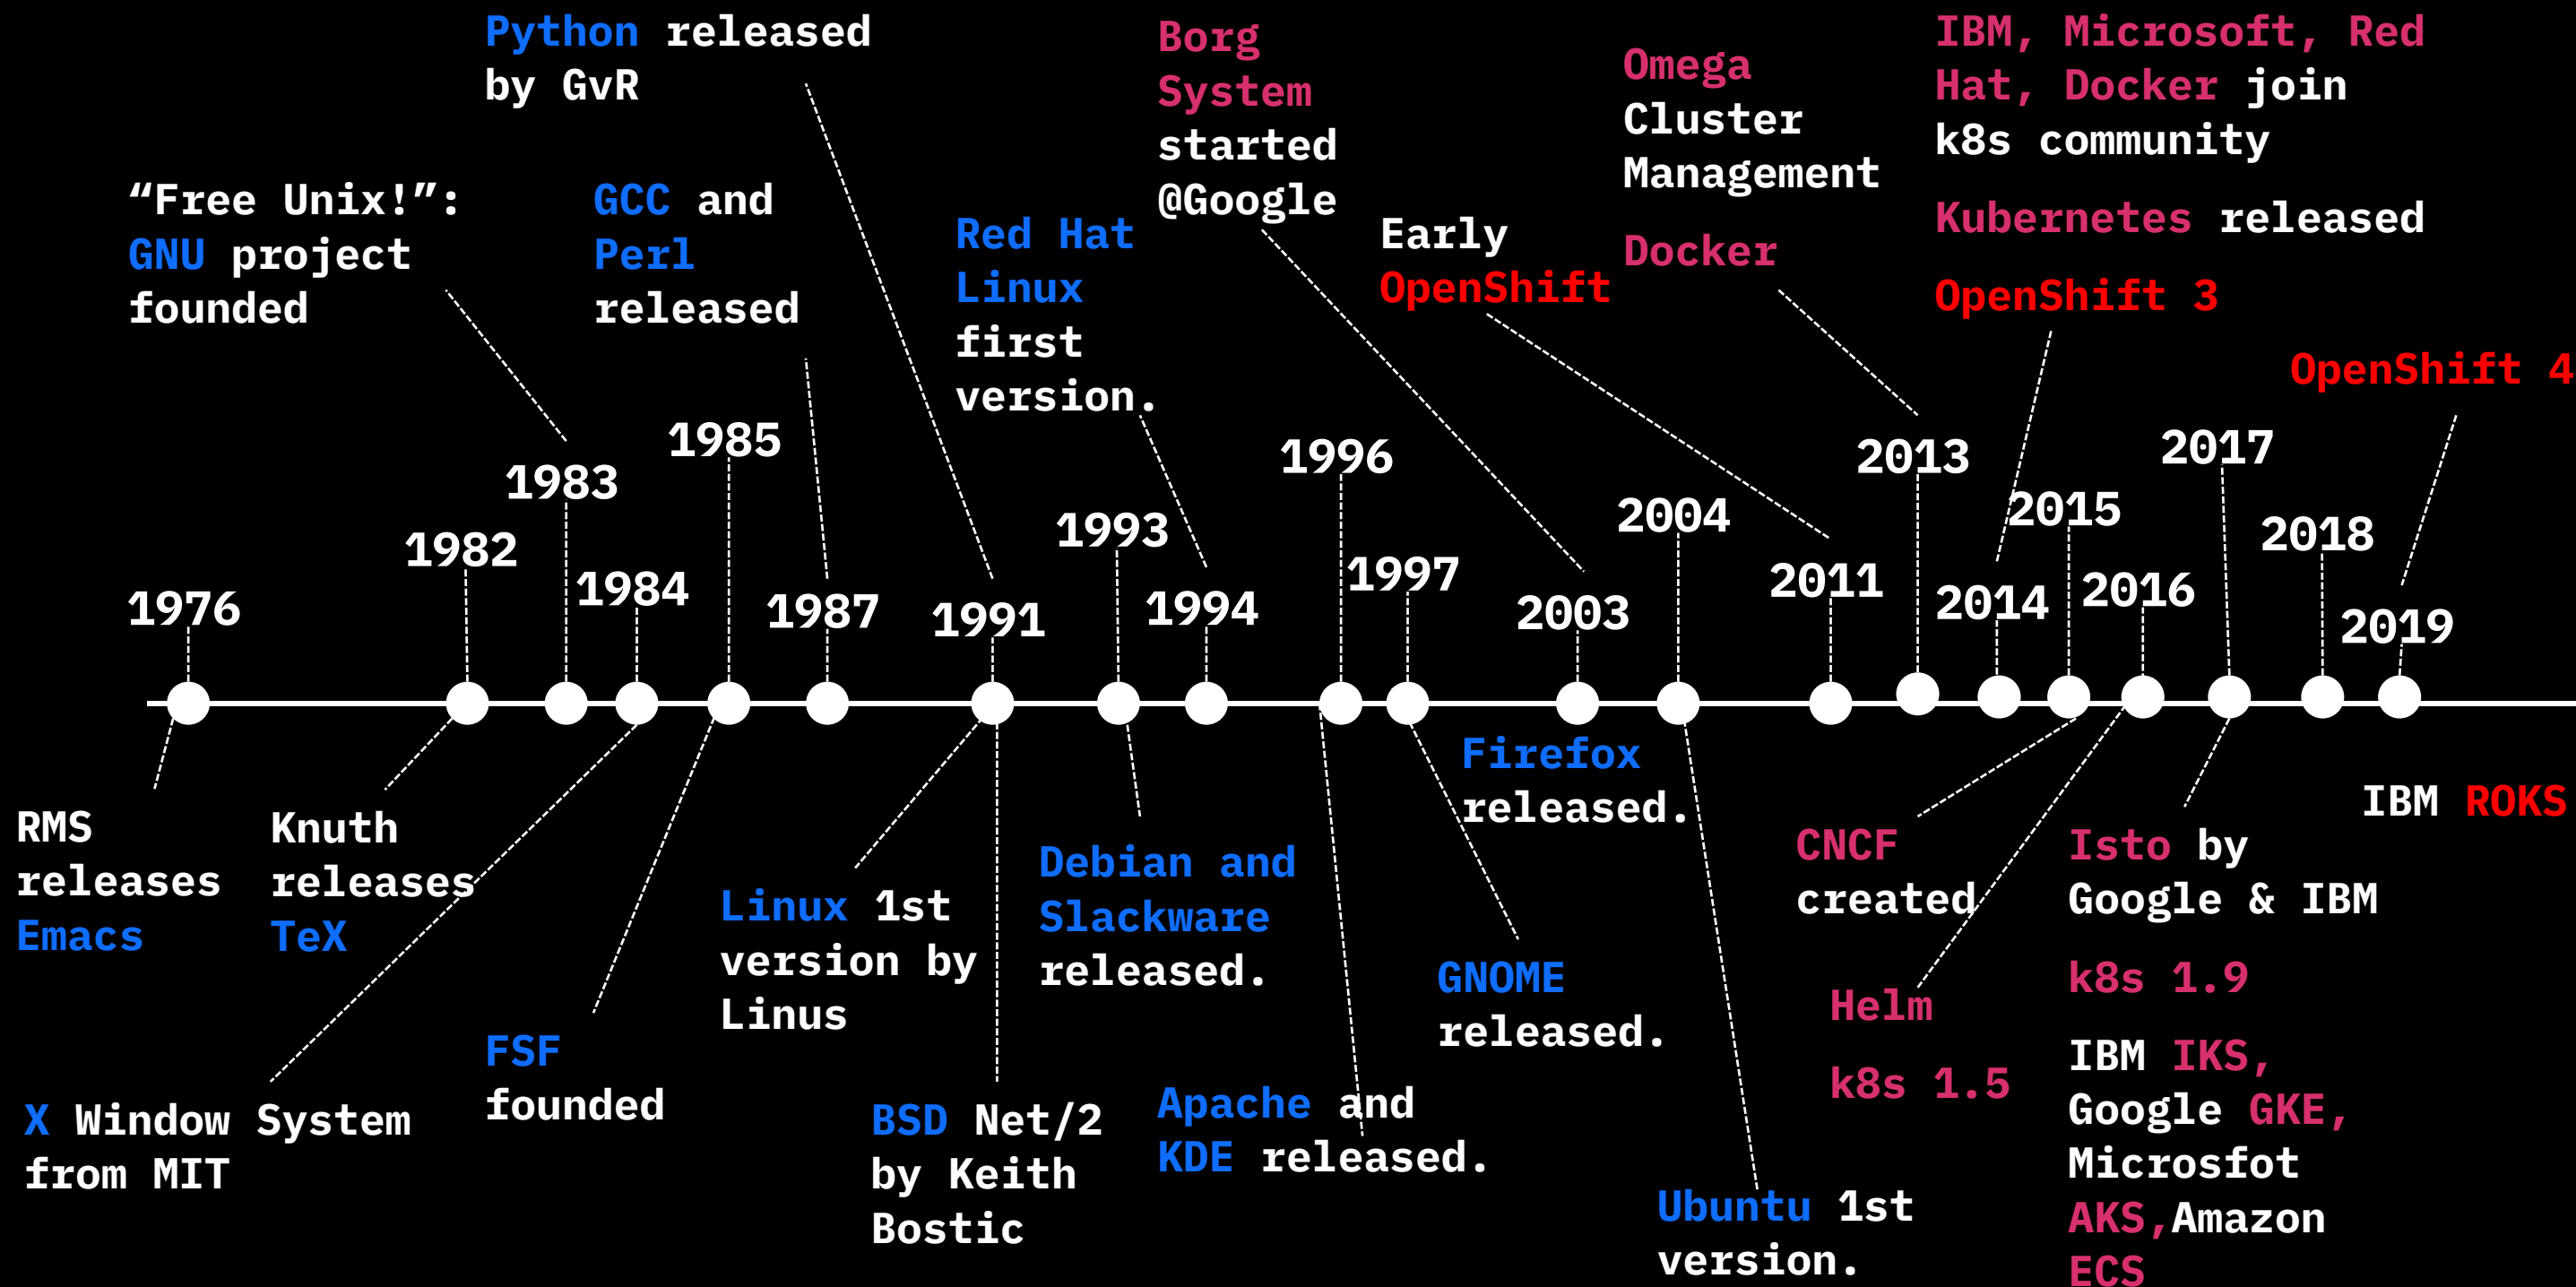 Python released
by GvR
Borg
System
started
@Google
Omega
Cluster
Management
Docker
IBM, Microsoft, Red
Hat, Docker join
k8s community
Kubernetes released
OpenShift 3
“Free Unix!”:
GNU project
founded
GCC and
Perl
released
Red Hat
Linux
first
version.
Early
OpenShift
OpenShift 4
1976
1982
1983
1984
1985
1987
1991
1993
1994
1996
1997
2003
2004
2011
2013
2014
2015
2016
2017
2018
2019
RMS
releases
Emacs
Knuth
releases
TeX
X Window System
from MIT
FSF
founded
Linux 1st
version by
Linus
BSD Net/2
by Keith
Bostic
Debian and
Slackware
released.
Apache and
KDE released.
GNOME
released.
Firefox
released.
Ubuntu 1st
version.
CNCF
created
Helm
k8s 1.5
Isto by
Google & IBM
k8s 1.9
IBM IKS,
Google GKE,
Microsfot
AKS,Amazon
ECS
IBM ROKS